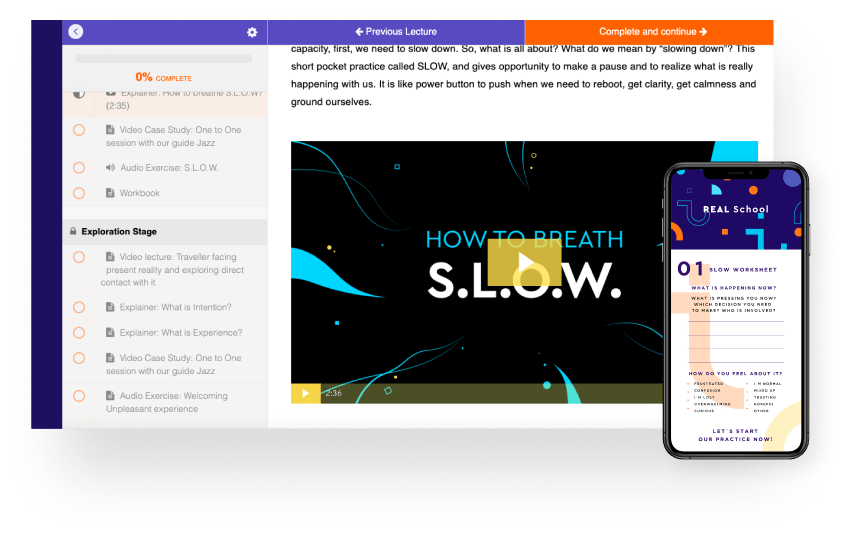 Previous Lecture
Complete and continue
0% COMPLETE
Explainer: How to breathe S.L.O.W?
(2:35)
Video Case Study: One to One
session with our guide Jazz
Audio Exercise: S.L.O.W.
Workbook
Exploration Stage
Video lecture: Traveller facing
present reality and exploring direct
contact with it
Explainer: What is Intention?
Explainer: What is Experience?
Video Case Study: One to One
session with our guide Jazz
Audio Exercise: Welcoming
Unpleasant experience
capacity, first, we need to slow down. So, what is all about? What do we mean by “slowing down”? This
short pocket practice called SLOW, and gives opportunity to make a pause and to realize what is really
happening with us. It is like power button to push when we need to reboot, get clarity, get calmness and
ground ourselves.
HOW TO BREATH
S.L.O.W.
2:36
REAL School
01 SLOW WORKSHEET
WHAT IS HAPPENING NOW?
WHAT IS PRESSING YOU NOW?
WHICH DECISION YOU NEED
TO MAKE? WHO IS INVOLVED?
HOW DO YOU FEEL ABOUT IT?
FRUSTRATED
CONFUSION
I'M LOST
OVERWHELMING
FURIOUS
I'M NORMAL
MIXED UP
TRUSTING
HOPEFUL
OTHER
LET'S START
OUR PRACTICE NOW!